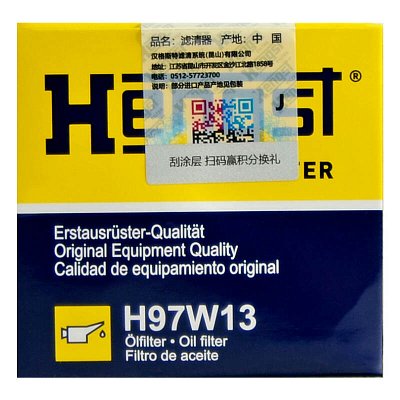 品名：滤清器 产地：中 国
汉格斯特滤清系统(昆山)有限公司
地址：江苏省昆山市开发区金沙江北路1858号
电话：0512-57723700
说明：部分进口产品产地见包装
J
刮涂层 扫码赢积分换礼
®
Erstausrüster-Qualität
Original Equipment Quality
Calidad de equipamiento original
H97W13
Ölfilter • Oil filter
Filtro de aceite